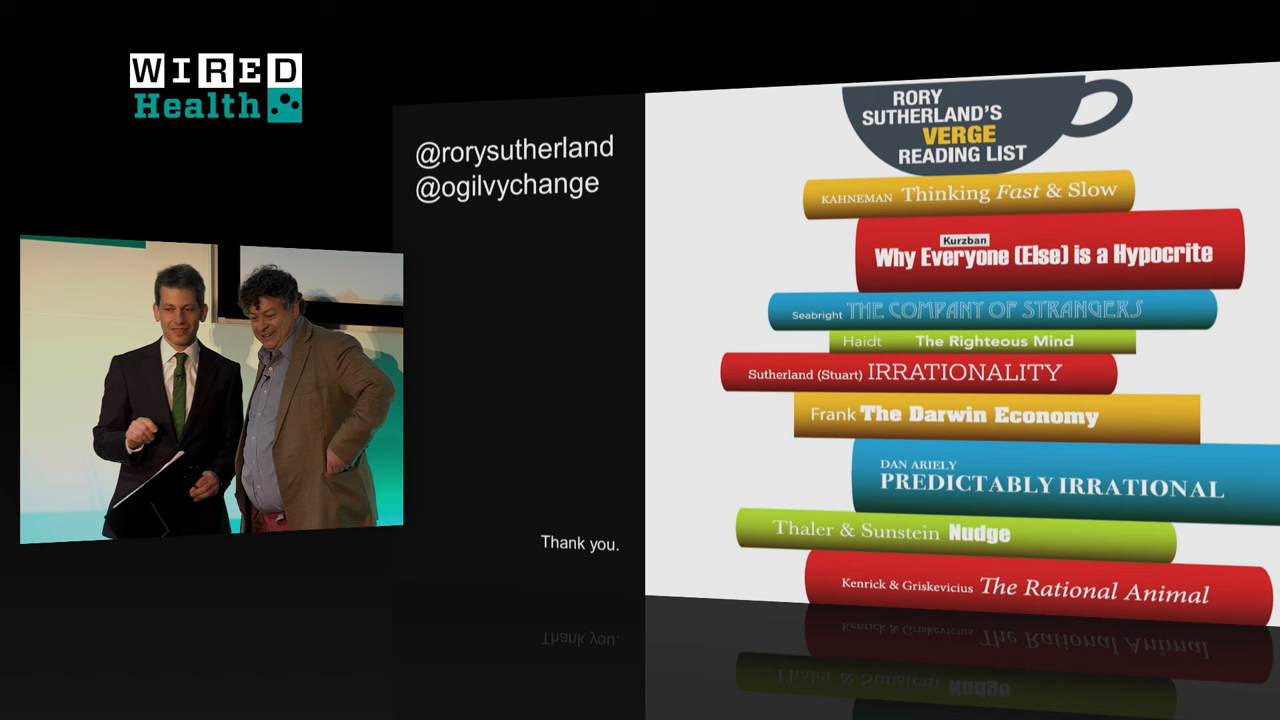 WIRED
Health
@rorysutherland
@ogilvychange
Thank you.
RORY
SUTHERLAND'S
VERGE
READING LIST
KAHNEMAN Thinking Fast & Slow
Kurzban
Why Everyone (Else) is a Hypocrite
Seabright THE COMPANY OF STRANGERS
Haidt The Righteous Mind
Sutherland (Stuart) IRRATIONALITY
Frank The Darwin Economy
DAN ARIELY
PREDICTABLY IRRATIONAL
Thaler & Sunstein Nudge
Kenrick & Griskevicius The Rational Animal